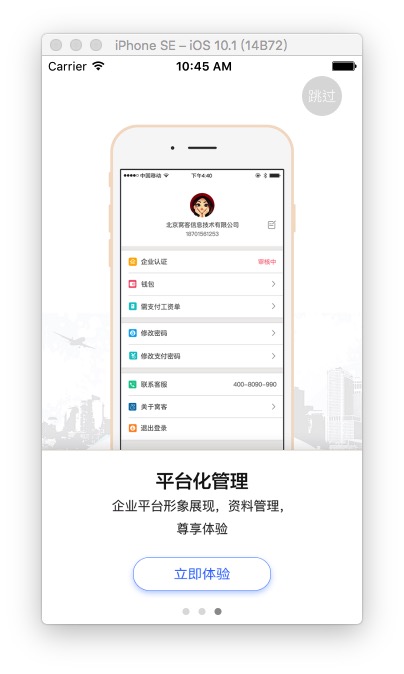 iPhone SE – iOS 10.1 (14B72)
Carrier 10:45 AM
跳过
中国移动 下午4:40
北京窝客信息技术有限公司
18701581253
企业认证 审核中
钱包
需支付工资单
修改密码
修改支付密码
联系客服 400-8090-990
关于窝客
退出登录
平台化管理
企业平台形象展现，资料管理，
尊享体验
立即体验